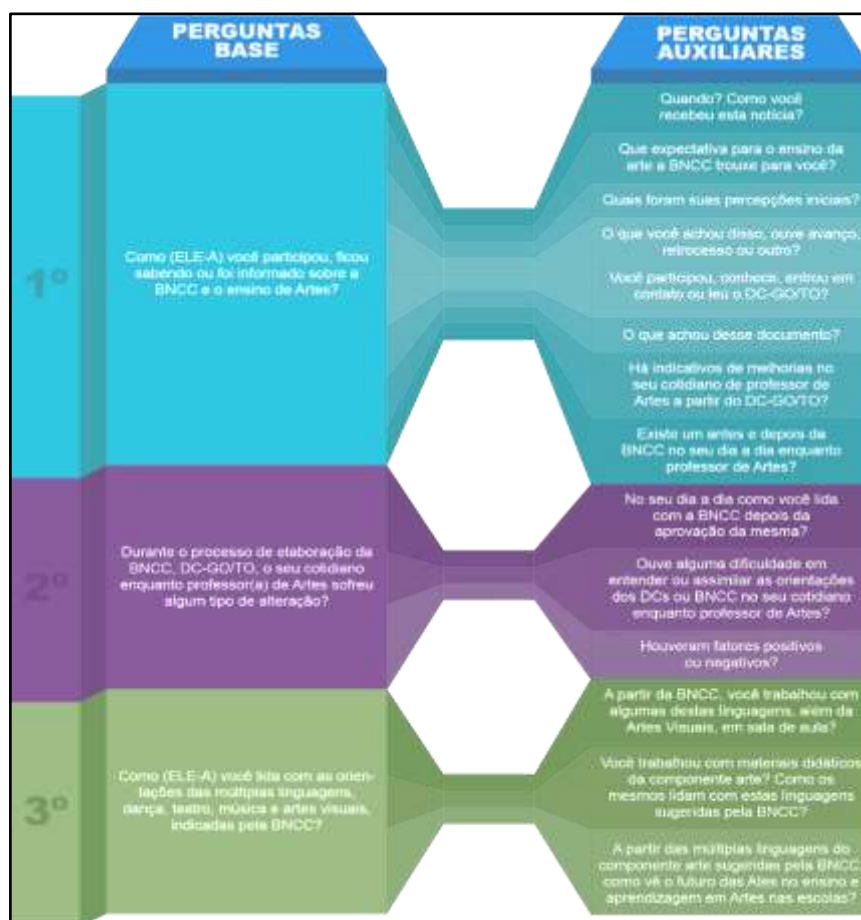 PERGUNTAS
BASE
PERGUNTAS
AUXILIARES
1º
Como (ELE-A) você participou, ficou
sabendo ou foi informado sobre a
BNCC e o ensino de Artes?
Quando? Como você
recebeu esta notícia?
Que expectativa para o ensino da
arte a BNCC trouxe para você?
Quais foram suas percepções iniciais?
O que você achou disso, ouve avanço,
retrocesso ou outro?
Você participou, conhece, entrou em
contato ou leu o DC-GO/TO?
O que achou desse documento?
Há indicativos de melhorias no
seu cotidiano de professor de
Artes a partir do DC-GO/TO?
Existe um antes e depois da
BNCC no seu dia a dia enquanto
professor de Artes?
2º
Durante o processo de elaboração da
BNCC, DC-GO/TO, o seu cotidiano
enquanto professor(a) de Artes sofreu
algum tipo de alteração?
No seu dia a dia como você lida
com a BNCC depois da
aprovação da mesma?
Ouve alguma dificuldade em
entender ou assimilar as orientações
dos DCs ou BNCC no seu cotidiano
enquanto professor de Artes?
Houveram fatores positivos
ou negativos?
3º
Como (ELE-A) você lida com as orien-
tações das múltiplas linguagens,
dança, teatro, música e artes visuais,
indicadas pela BNCC?
A partir da BNCC, você trabalhou com
algumas destas linguagens, além da
Artes Visuais, em sala de aula?
Você trabalhou com materiais didáticos
da componente arte? Como os
mesmos lidam com estas linguagens
sugeridas pela BNCC?
A partir das múltiplas linguagens do
componente arte sugeridas pela BNCC,
como vê o futuro das Ates no ensino e
aprendizagem em Artes nas escolas?